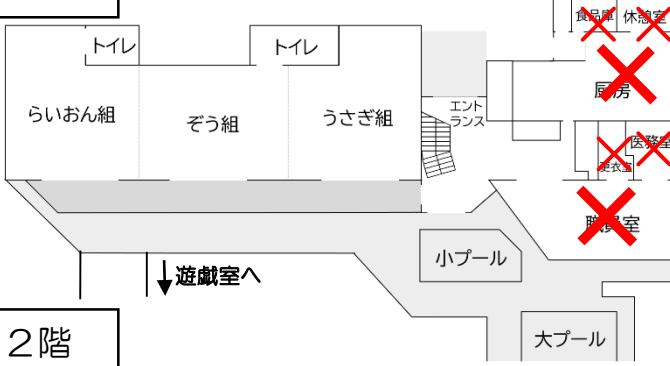 食品庫
休憩室
トイレ
トイレ
厨房
らいおん組
ぞう組
うさぎ組
エント
ランス
医務室
更衣室
職員室
小プール
遊戯室へ
大プール
2階